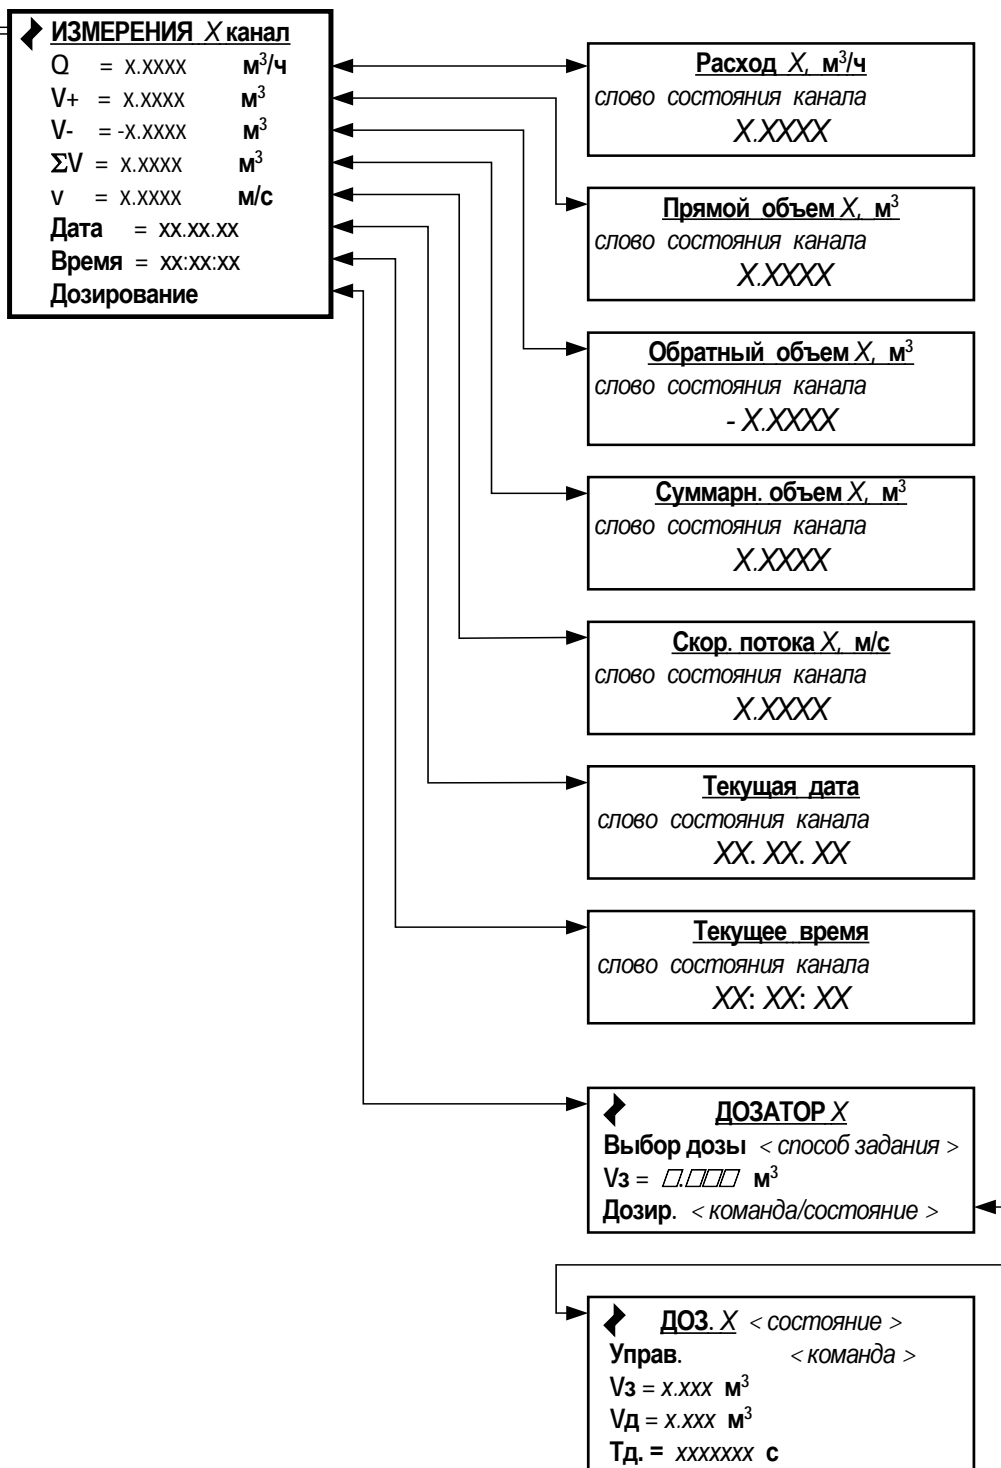 ИЗМЕРЕНИЯ X канал
Q = x.xxxx м³/ч
V+ = x.xxxx м³
V- = -x.xxxx м³
ΣV = x.xxxx м³
v = x.xxxx м/с
Дата = xx.xx.xx
Время = xx:xx:xx
Дозирование
Расход X, м³/ч
слово состояния канала
X.XXXX
Прямой объем X, м³
слово состояния канала
X.XXXX
Обратный объем X, м³
слово состояния канала
- X.XXXX
Суммарн. объем X, м³
слово состояния канала
X.XXXX
Скор. потока X, м/с
слово состояния канала
X.XXXX
Текущая дата
слово состояния канала
XX. XX. XX
Текущее время
слово состояния канала
XX: XX: XX
ДОЗАТОР X
Выбор дозы < способ задания >
Vз = □.□□□ м³
Дозир. < команда/состояние >
ДОЗ. X < состояние >
Управ. < команда >
Vз = x.xxx м³
Vд = x.xxx м³
Тд. = xxxxxxx с